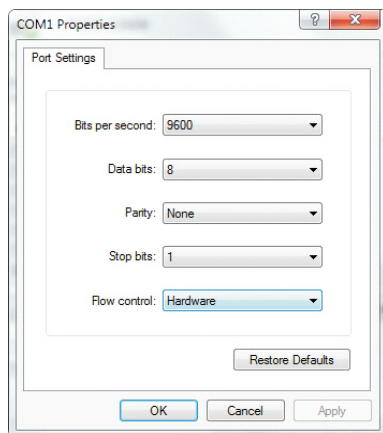 COM1 Properties
Port Settings
Bits per second: 9600
Data bits: 8
Parity: None
Stop bits: 1
Flow control: Hardware
Restore Defaults
OK Cancel Apply